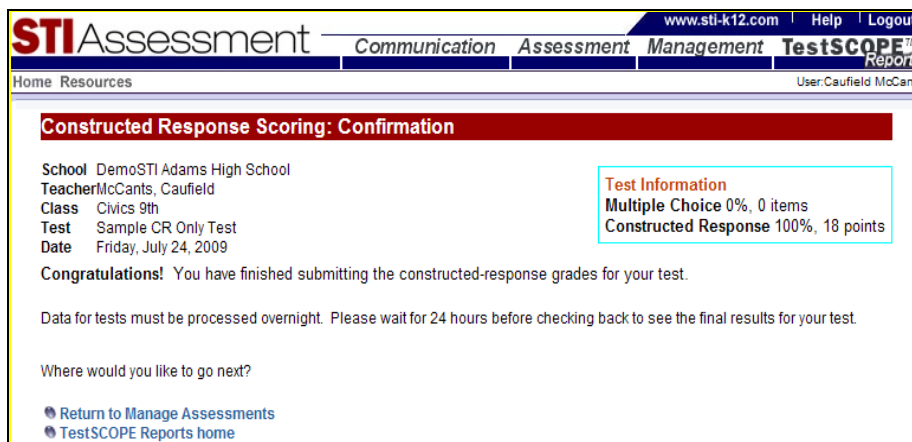 www.sti-k12.com Help Logout
STIAssessment Communication Assessment Management TestSCOPE
Report
Home Resources User:Caufield McCan
Constructed Response Scoring: Confirmation
School DemoSTI Adams High School
TeacherMcCants, Caufield
Class Civics 9th
Test Sample CR Only Test
Date Friday, July 24, 2009
Test Information
Multiple Choice 0%, 0 items
Constructed Response 100%, 18 points
Congratulations! You have finished submitting the constructed-response grades for your test.
Data for tests must be processed overnight. Please wait for 24 hours before checking back to see the final results for your test.
Where would you like to go next?
Return to Manage Assessments
TestSCOPE Reports home